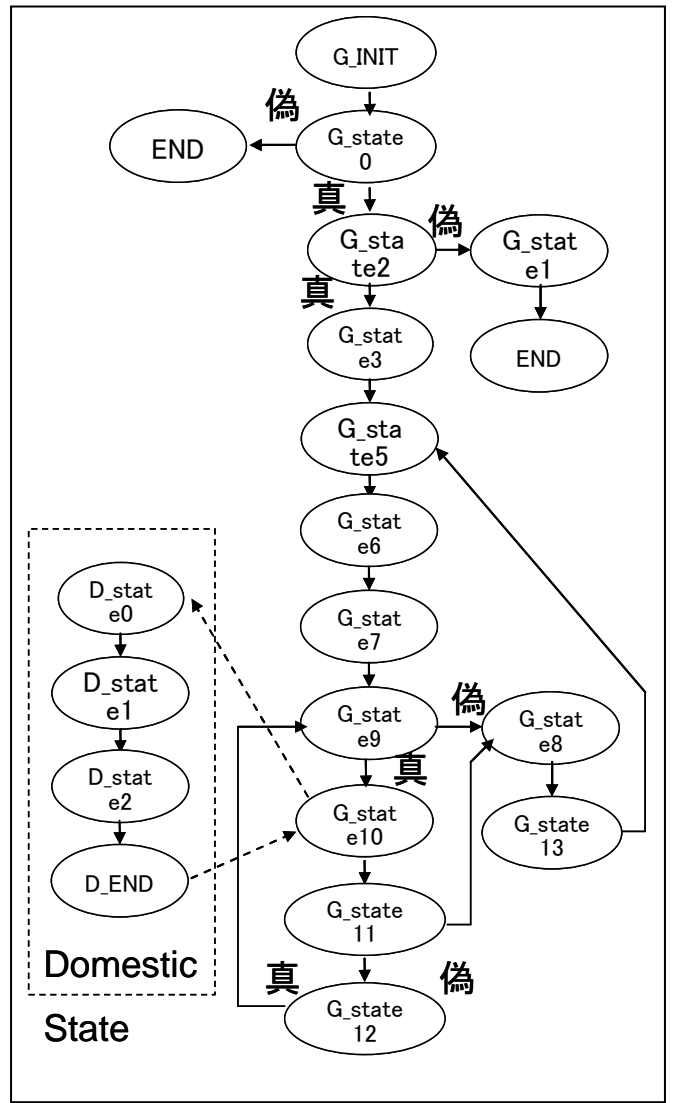 G_INIT
偽
END
G_state
0
真
偽
G_sta
te2
G_stat
e1
真
G_stat
e3
END
G_sta
te5
G_stat
e6
D_stat
e0
G_stat
e7
D_stat
e1
G_stat
e9
偽
G_stat
e8
真
D_stat
e2
G_stat
e10
G_state
13
D_END
G_state
11
Domestic
真
偽
G_state
12
State